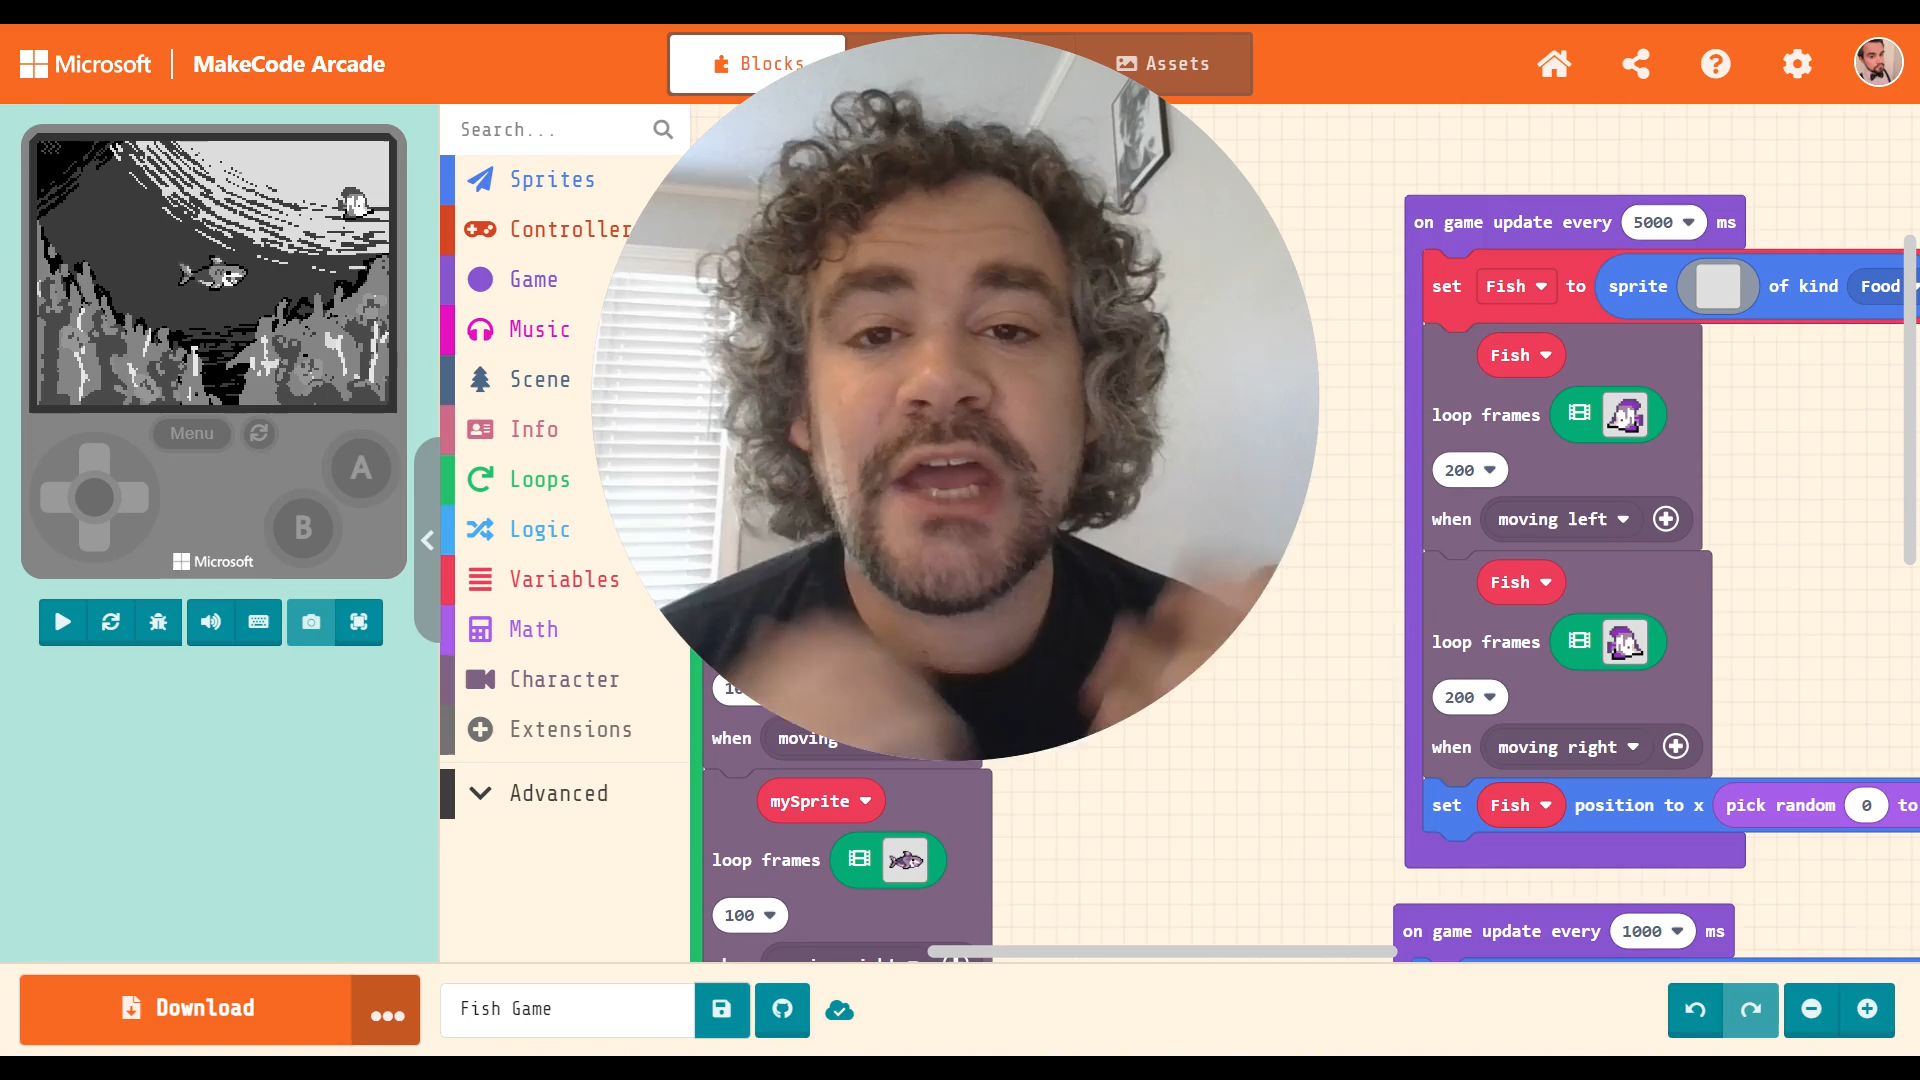 Microsoft
MakeCode Arcade
Blocks
Assets
Search...
Sprites
Controller
Game
Music
Scene
Info
Loops
Logic
Variables
Math
Character
Extensions
Advanced
Menu
A
B
Microsoft
when moving
mySprite
loop frames
100
on game update every 5000 ms
set Fish to sprite of kind Food
Fish
loop frames
200
when moving left
Fish
loop frames
200
when moving right
set Fish position to x pick random 0 to
on game update every 1000 ms
Download
Fish Game